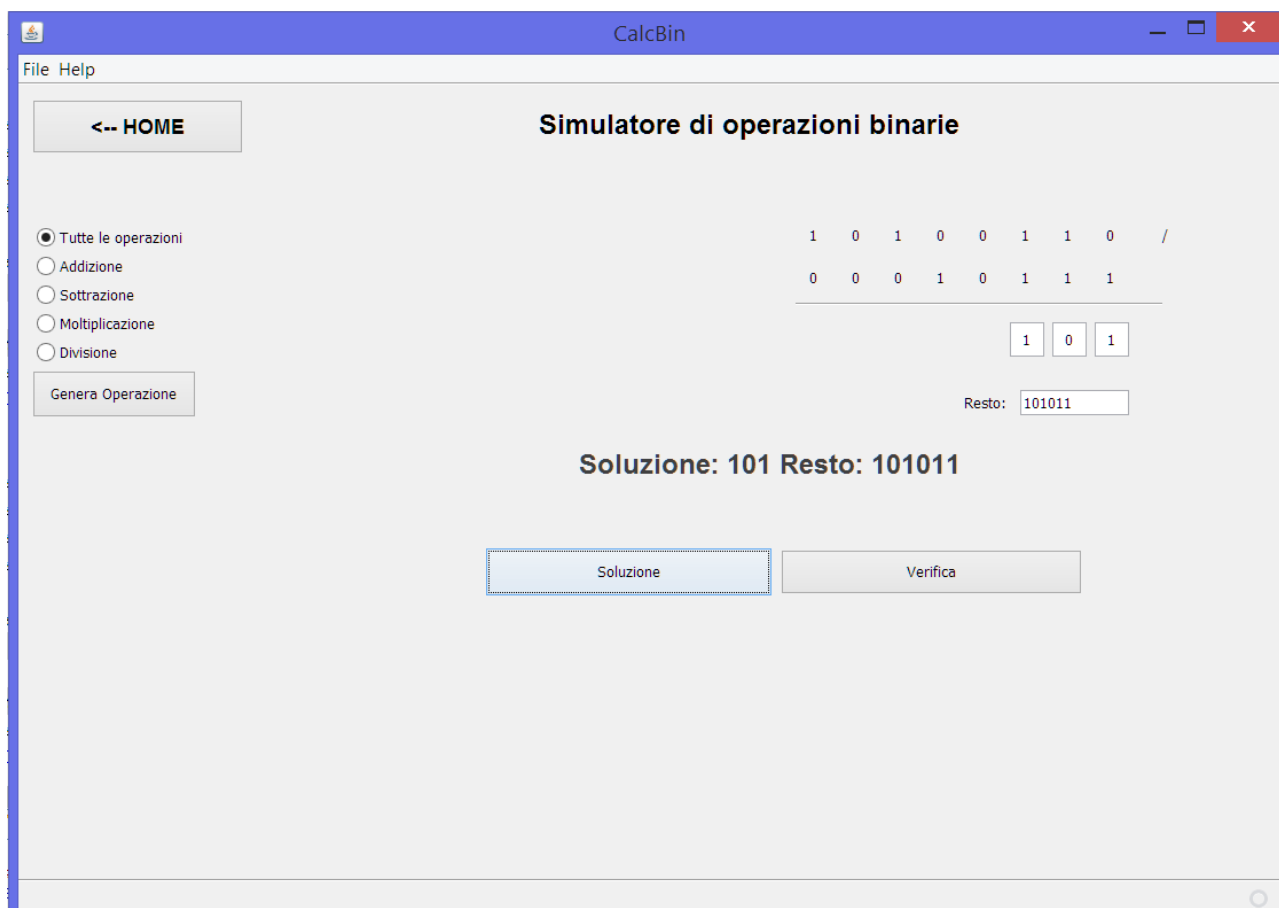 CalcBin
File Help
<-- HOME
Simulatore di operazioni binarie
Tutte le operazioni
Addizione
Sottrazione
Moltiplicazione
Divisione
Genera Operazione
1 0 1 0 0 1 1 0 /
0 0 0 1 0 1 1 1
1 0 1
Resto: 101011
Soluzione: 101 Resto: 101011
Soluzione Verifica